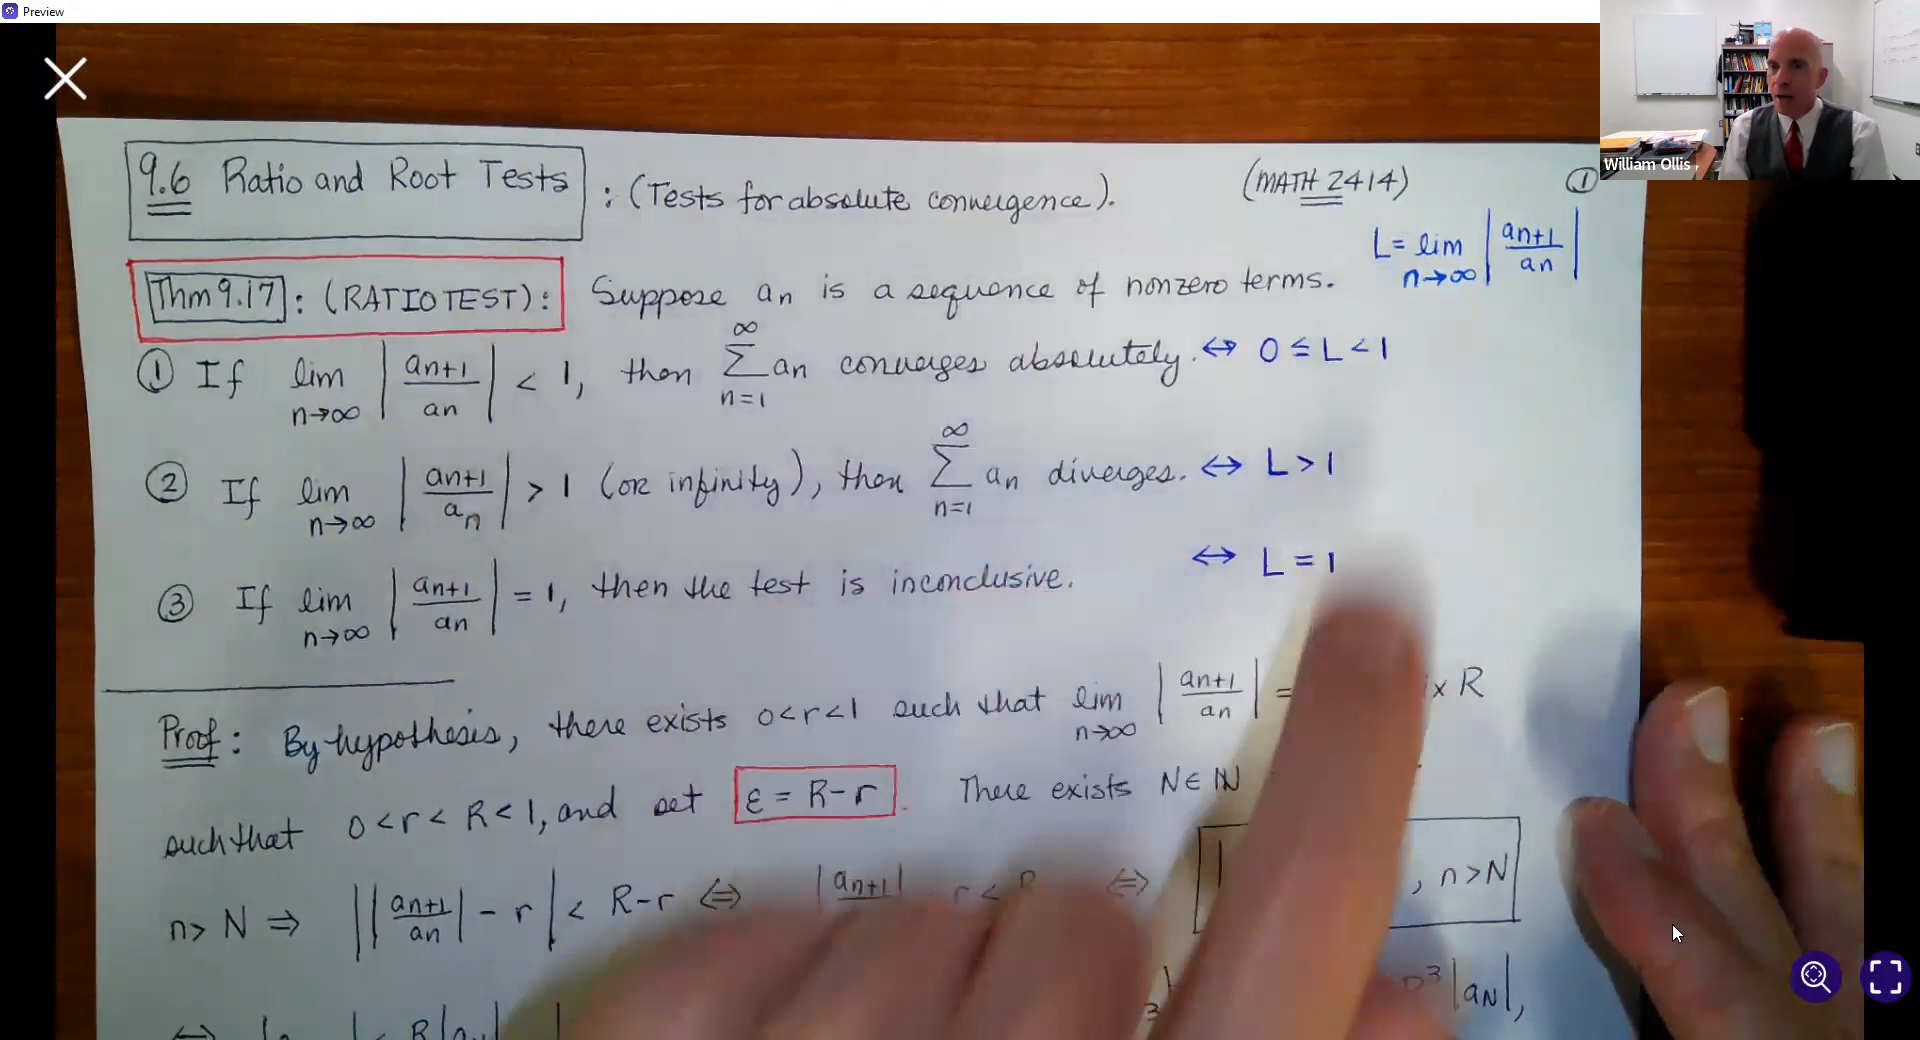 Preview
William Ollis
9.6 Ratio and Root Tests : (Tests for absolute convergence). (MATH 2414) ①
L = lim n→∞ |an+1 / an|
Thm 9.17 : (RATIO TEST): Suppose an is a sequence of nonzero terms.
① If lim n→∞ |an+1 / an| < 1, then ∑ n=1 ∞ an converges absolutely. ⇔ 0 ≤ L < 1
② If lim n→∞ |an+1 / an| > 1 (or infinity), then ∑ n=1 ∞ an diverges. ⇔ L > 1
③ If lim n→∞ |an+1 / an| = 1, then the test is inconclusive. ⇔ L = 1
Proof: By hypothesis, there exists 0<r<1 such that lim n→∞ |an+1 / an| = R
such that 0 < r < R < 1, and set ε = R-r . There exists N ∈ ℕ
n > N ⇒ ||an+1 / an| - r| < R-r ⇔ |an+1| - r < R ⇔ , n>N
⇔ < R |aN|,